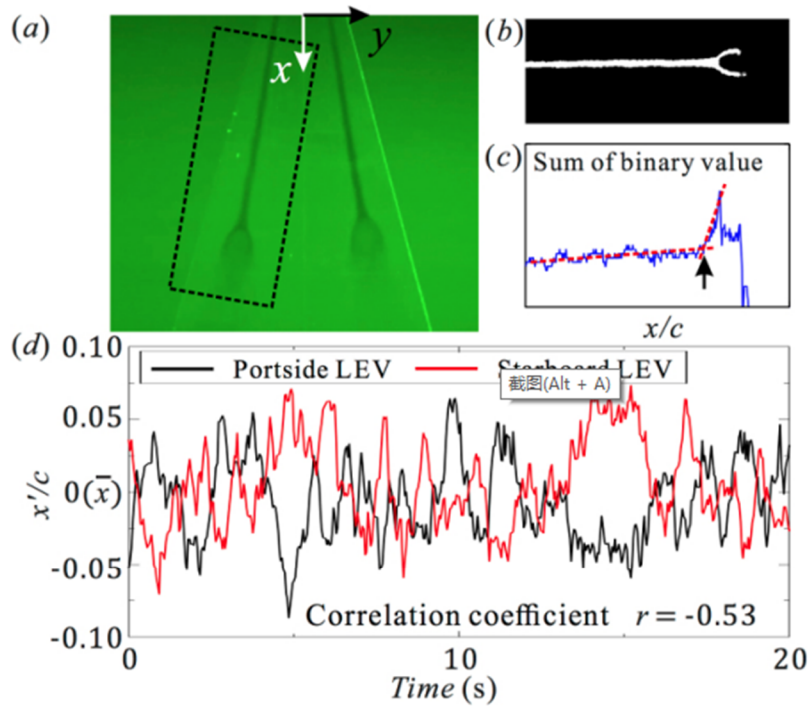 (a)
y
x
(b)
(c)
Sum of binary value
x/c
(d)
0.10
0.05
0 (x̄)
-0.05
-0.10
x'/c
Portside LEV
LEV
截图(Alt + A)
Correlation coefficient r = -0.53
0
10
20
Time (s)